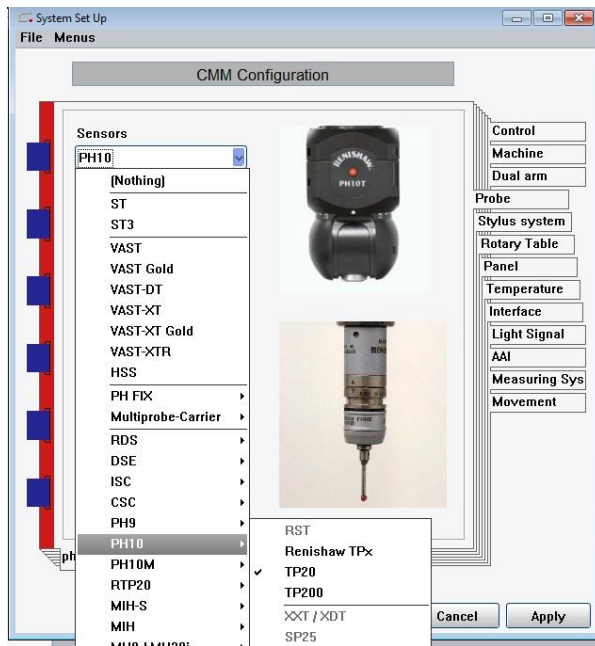 System Set Up
File Menus
CMM Configuration
Sensors
PH10
(Nothing)
ST
ST3
VAST
VAST Gold
VAST-DT
VAST-XT
VAST-XT Gold
VAST-XTR
HSS
PH FIX
Multiprobe-Carrier
RDS
DSE
ISC
CSC
PH9
PH10
PH10M
RTP20
MIH-S
MIH
RST
Renishaw TPx
TP20
TP200
XXT / XDT
SP25
RENISHAW
PH10T
Control
Machine
Dual arm
Probe
Stylus system
Rotary Table
Panel
Temperature
Interface
Light Signal
AAI
Measuring Sys
Movement
ph
Cancel
Apply